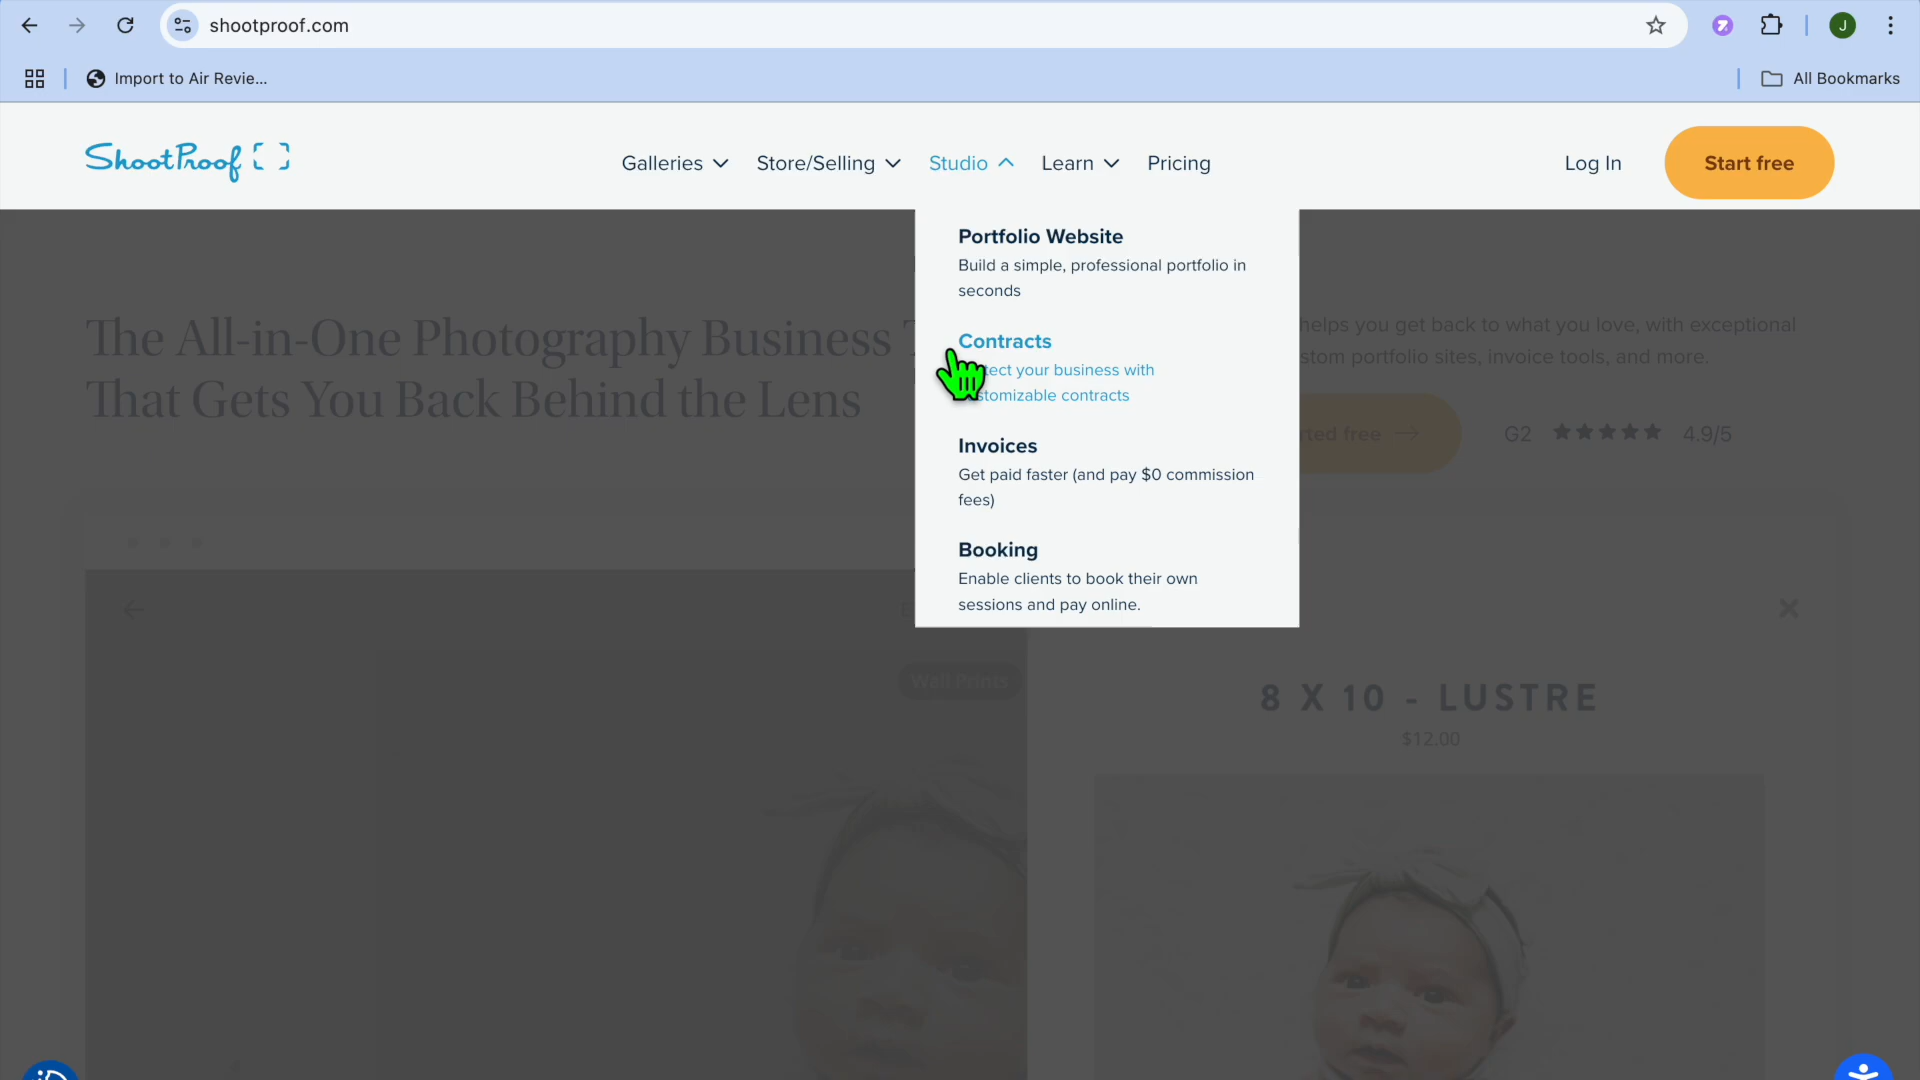 shootproof.com
J
Import to Air Revie...
All Bookmarks
ShootProof
Galleries
Store/Selling
Studio
Learn
Pricing
Log In
Start free
Portfolio Website
Build a simple, professional portfolio in
seconds
Contracts
tect your business with
stomizable contracts
Invoices
Get paid faster (and pay $0 commission
fees)
Booking
Enable clients to book their own
sessions and pay online.
The All-in-One Photography Business
That Gets You Back Behind the Lens
helps you get back to what you love, with exceptional
stom portfolio sites, invoice tools, and more.
rted free
G2
4.9/5
Wall Prints
8 X 10 - LUSTRE
$12.00